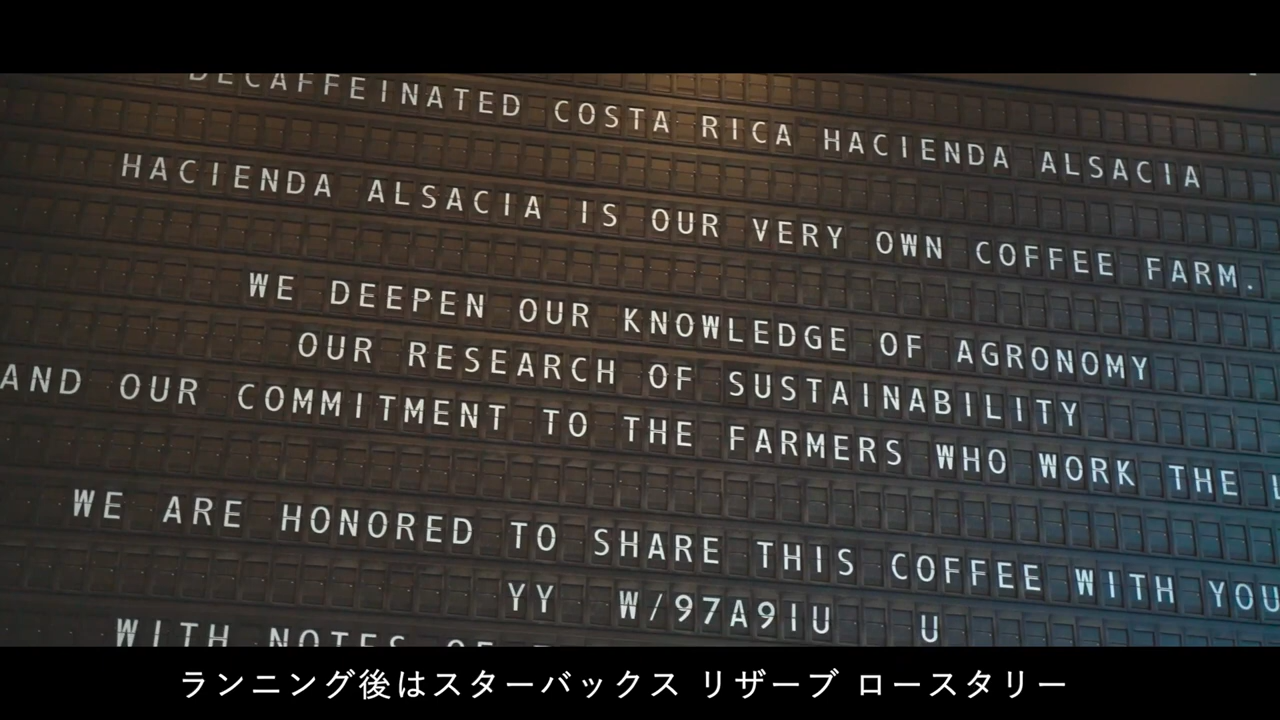 DECAFFEINATED COSTA RICA HACIENDA ALSACIA
HACIENDA ALSACIA IS OUR VERY OWN COFFEE FARM.
WE DEEPEN OUR KNOWLEDGE OF AGRONOMY
OUR RESEARCH OF SUSTAINABILITY
AND OUR COMMITMENT TO THE FARMERS WHO WORK THE
WE ARE HONORED TO SHARE THIS COFFEE WITH YOU
YY W/97A9IU U
WITH NOTES OF
ランニング後はスターバックス リザーブ ロースタリー